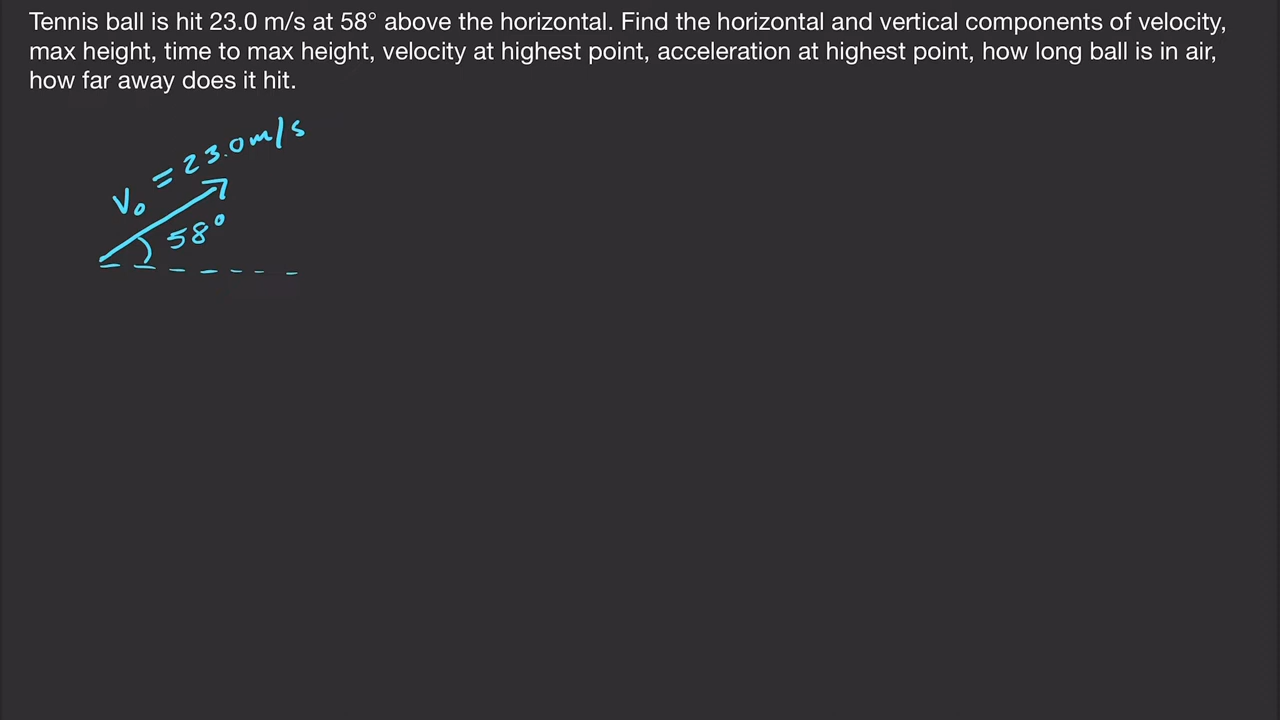 Tennis ball is hit 23.0 m/s at 58° above the horizontal. Find the horizontal and vertical components of velocity,
max height, time to max height, velocity at highest point, acceleration at highest point, how long ball is in air,
how far away does it hit.
V₀ = 23.0m/s
58°